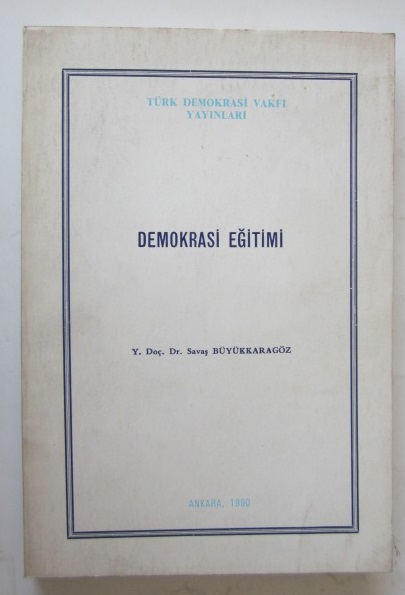 TÜRK DEMOKRASİ VAKFI
YAYINLARI
DEMOKRASİ EĞİTİMİ
Y. Doç. Dr. Savaş BÜYÜKKARAGÖZ
ANKARA, 1990